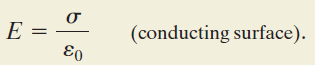 E = σ / ε₀ (conducting surface).